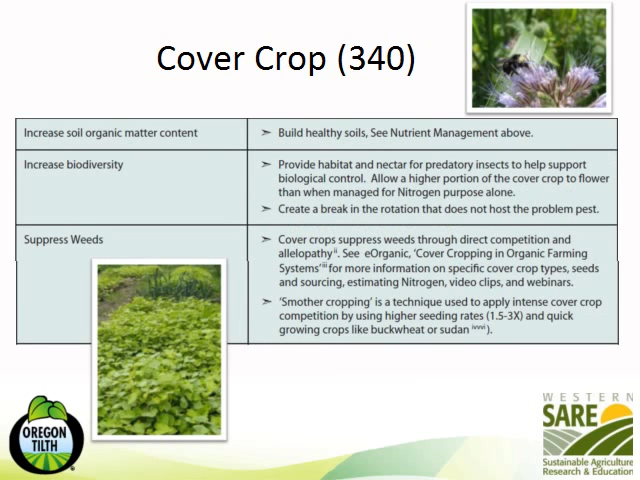 Cover Crop (340)
Increase soil organic matter content
➣ Build healthy soils, See Nutrient Management above.
Increase biodiversity
➣ Provide habitat and nectar for predatory insects to help support
biological control. Allow a higher portion of the cover crop to flower
than when managed for Nitrogen purpose alone.
➣ Create a break in the rotation that does not host the problem pest.
Suppress Weeds
➣ Cover crops suppress weeds through direct competition and
allelopathy ii. See eOrganic, 'Cover Cropping in Organic Farming
Systems' iii for more information on specific cover crop types, seeds
and sourcing, estimating Nitrogen, video clips, and webinars.
➣ 'Smother cropping' is a technique used to apply intense cover crop
competition by using higher seeding rates (1.5-3X) and quick
growing crops like buckwheat or sudan ivvvi).
OREGON
TILTH
WESTERN
SARE
Sustainable Agriculture
Research & Education